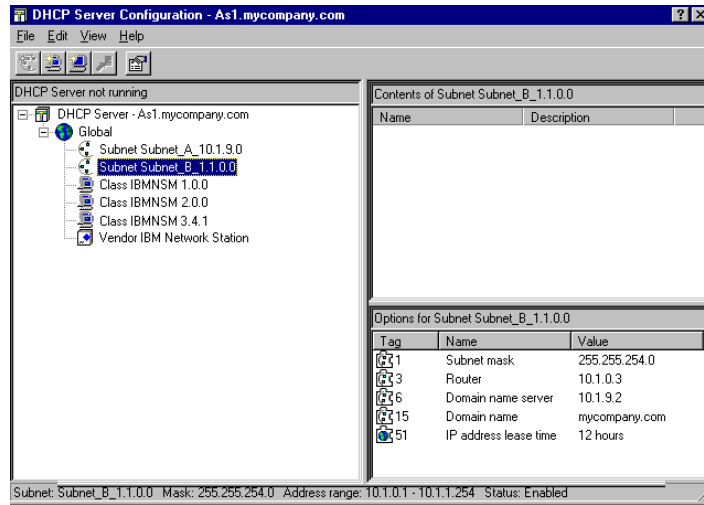 DHCP Server Configuration - As1.mycompany.com
File Edit View Help
DHCP Server not running
DHCP Server - As1.mycompany.com
Global
Subnet Subnet_A_10.1.9.0
Subnet Subnet_B_1.1.0.0
Class IBMNSM 1.0.0
Class IBMNSM 2.0.0
Class IBMNSM 3.4.1
Vendor IBM Network Station
Contents of Subnet Subnet_B_1.1.0.0
Name Description
Options for Subnet Subnet_B_1.1.0.0
Tag Name Value
1 Subnet mask 255.255.254.0
3 Router 10.1.0.3
6 Domain name server 10.1.9.2
15 Domain name mycompany.com
51 IP address lease time 12 hours
Subnet: Subnet_B_1.1.0.0 Mask: 255.255.254.0 Address range: 10.1.0.1 - 10.1.1.254 Status: Enabled